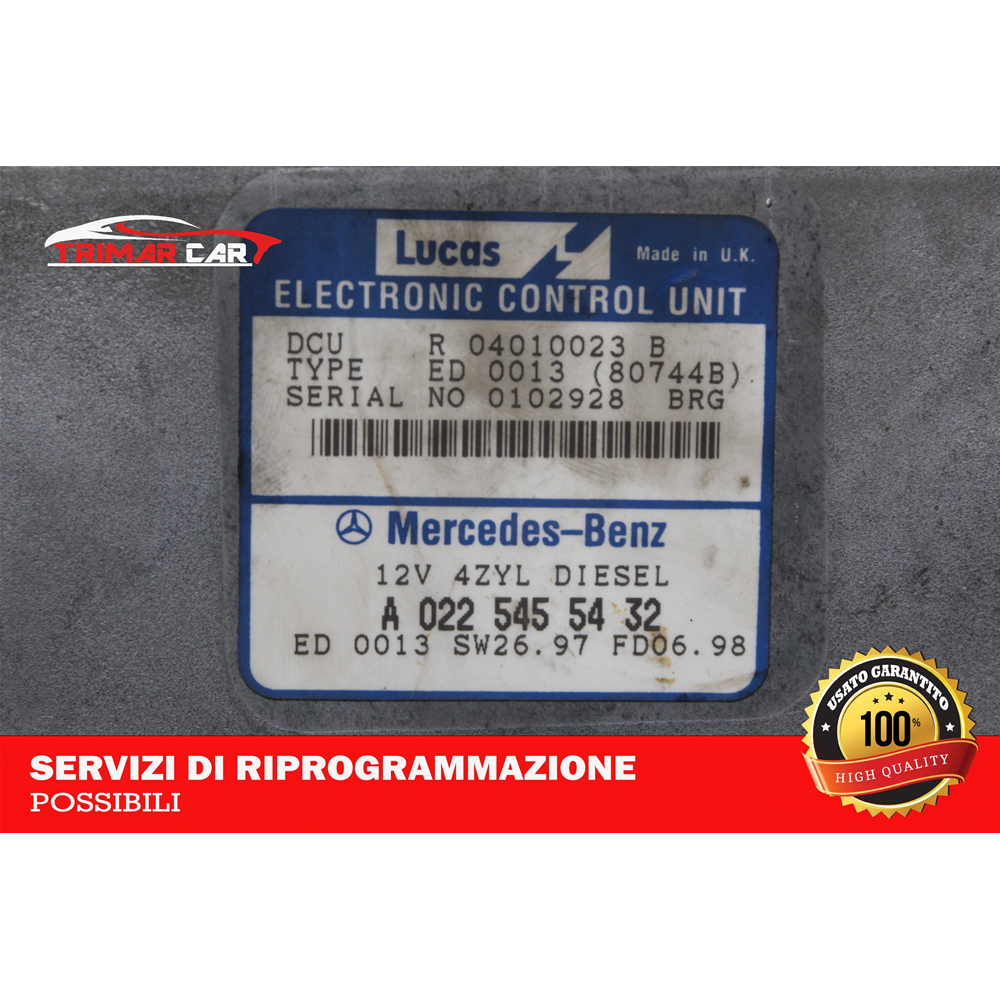 TRIMAR CAR
Lucas
Made in U.K.
ELECTRONIC CONTROL UNIT
DCU R 04010023 B
TYPE ED 0013 (80744B)
SERIAL NO 0102928 BRG
Mercedes-Benz
12V 4ZYL DIESEL
A 022 545 54 32
ED 0013 SW26.97 FD06.98
USATO GARANTITO
100%
HIGH QUALITY
SERVIZI DI RIPROGRAMMAZIONE
POSSIBILI